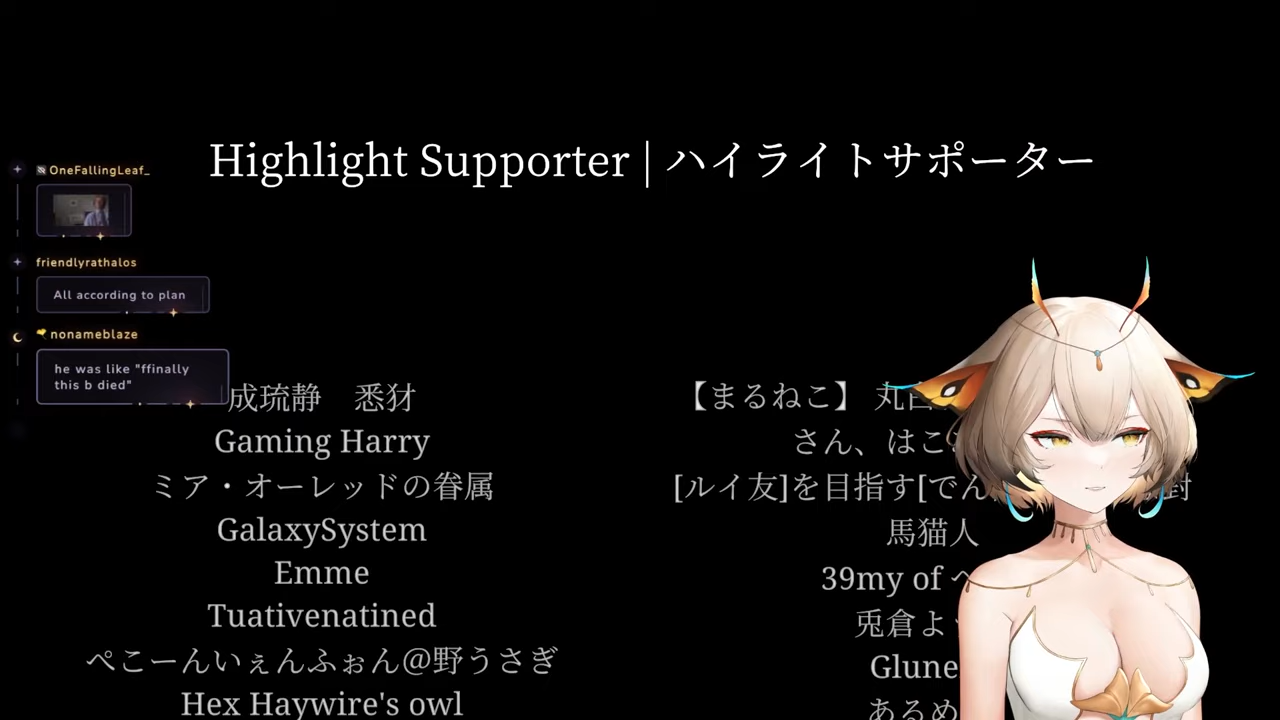 Highlight Supporter | ハイライトサポーター
OneFallingLeaf_
friendlyrathalos
All according to plan
nonameblaze
he was like "ffinally
this b died"
成琉静　悉犲
Gaming Harry
ミア・オーレッドの眷属
GalaxySystem
Emme
Tuativenatined
ぺこーんいぇんふぉん@野うさぎ
Hex Haywire's owl
【まるねこ】
さん、はこ
[ルイ友]を目指す[でん
馬猫人
39my of
兎倉よ
Glune
あるめ